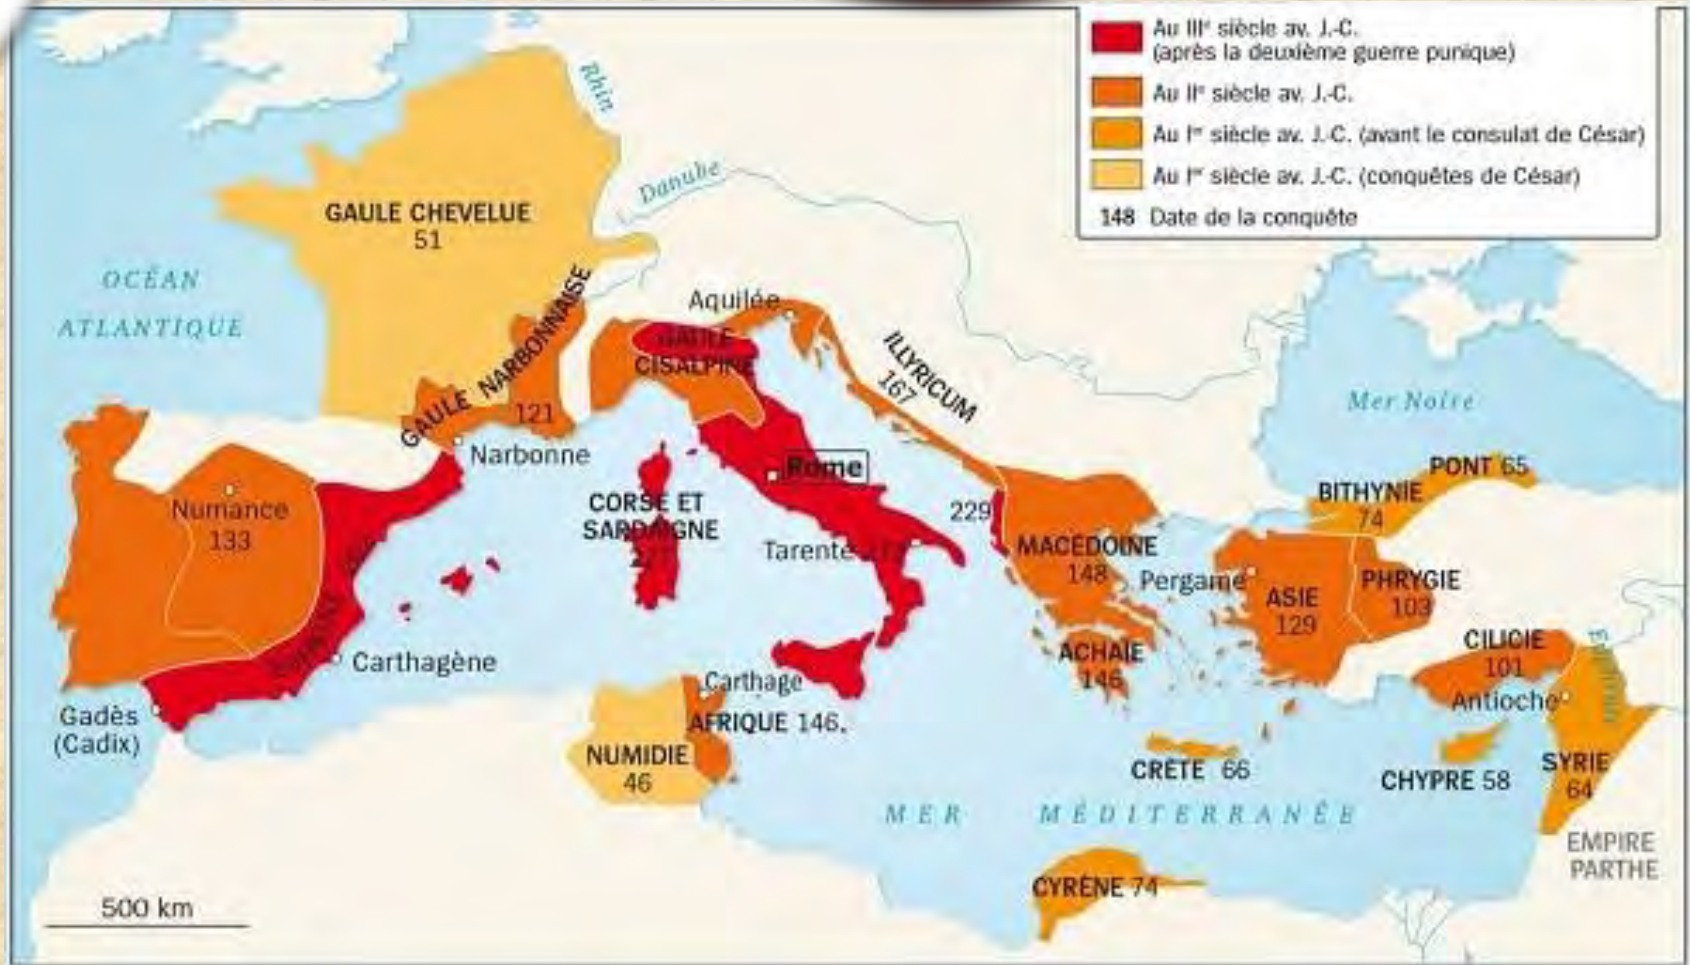 Au IIIᵉ siècle av. J.-C.
(après la deuxième guerre punique)
Au IIᵉ siècle av. J.-C.
Au Iᵉʳ siècle av. J.-C. (avant le consulat de César)
Au Iᵉʳ siècle av. J.-C. (conquêtes de César)
148 Date de la conquête
Rhin
Danube
GAULE CHEVELUE
51
OCÉAN
ATLANTIQUE
GAULE NARBONNAISE
121
Narbonne
Aquilée
GAULE
CISALPINE
ILLYRICUM
167
Mer Noire
Numance
133
CORSE ET
SARDAIGNE
Rome
Tarente
229
MACÉDOINE
148
PONT 65
BITHYNIE
74
Pergame
ASIE
129
PHRYGIE
103
CILICIE
101
Antioche
ACHAÏE
146
Carthagène
Gadès
(Cadix)
Carthage
AFRIQUE 146.
NUMIDIE
46
CRÈTE 66
CHYPRE 58
SYRIE
64
MER MÉDITERRANÉE
CYRÈNE 74
EMPIRE
PARTHE
500 km